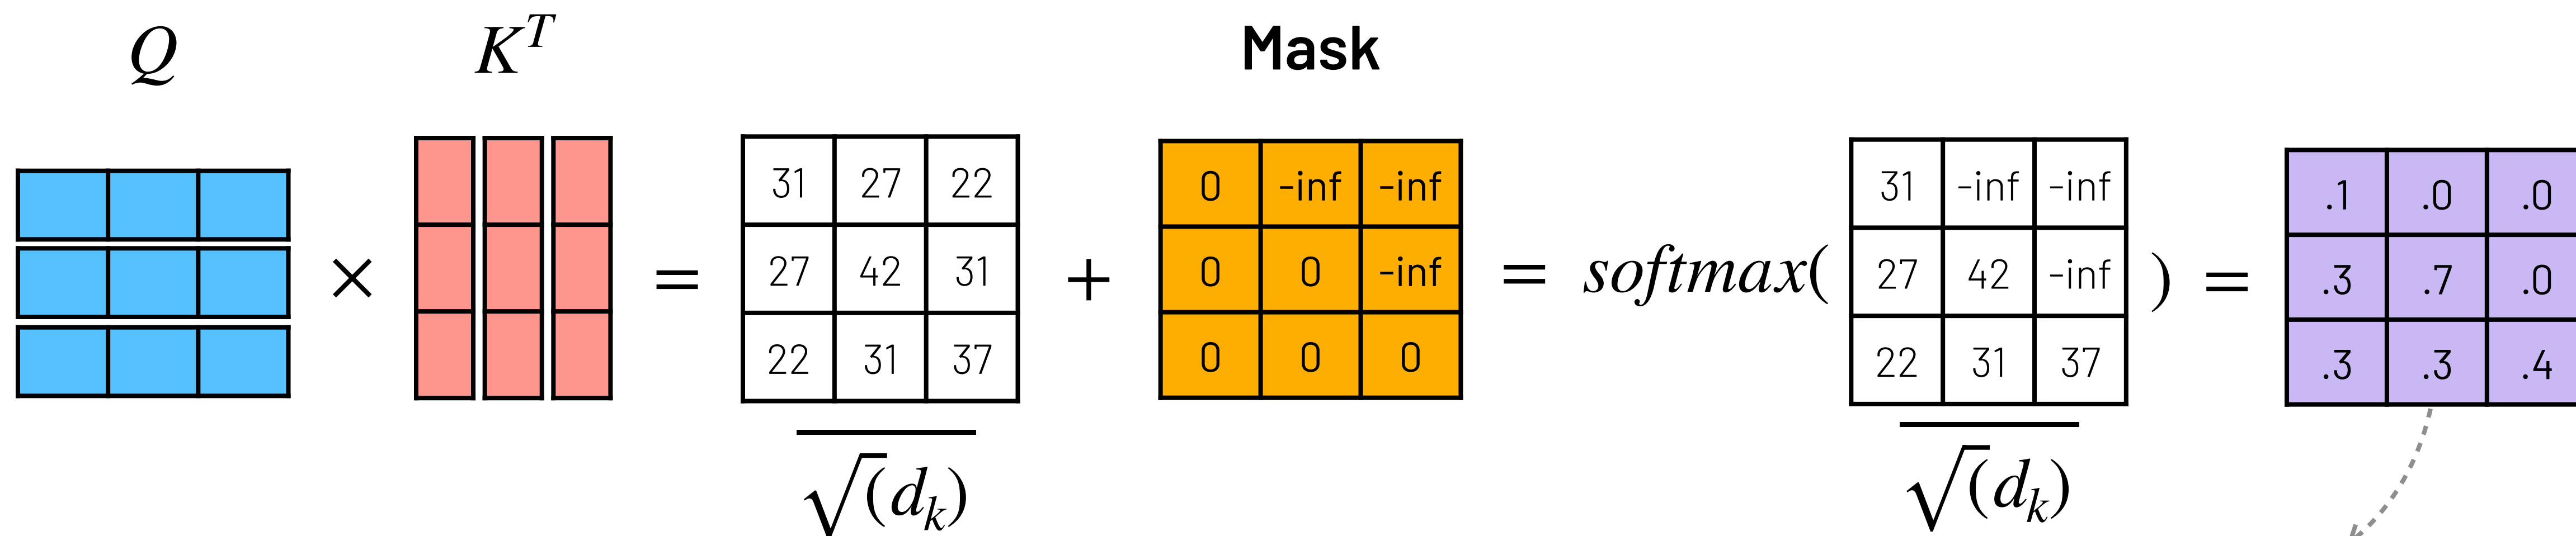 Q K^T Mask
31 27 22
27 42 31
22 31 37
√(d_k)
0 -inf -inf
0 0 -inf
0 0 0
× = + = softmax( ) =
31 -inf -inf
27 42 -inf
22 31 37
√(d_k)
.1 .0 .0
.3 .7 .0
.3 .3 .4